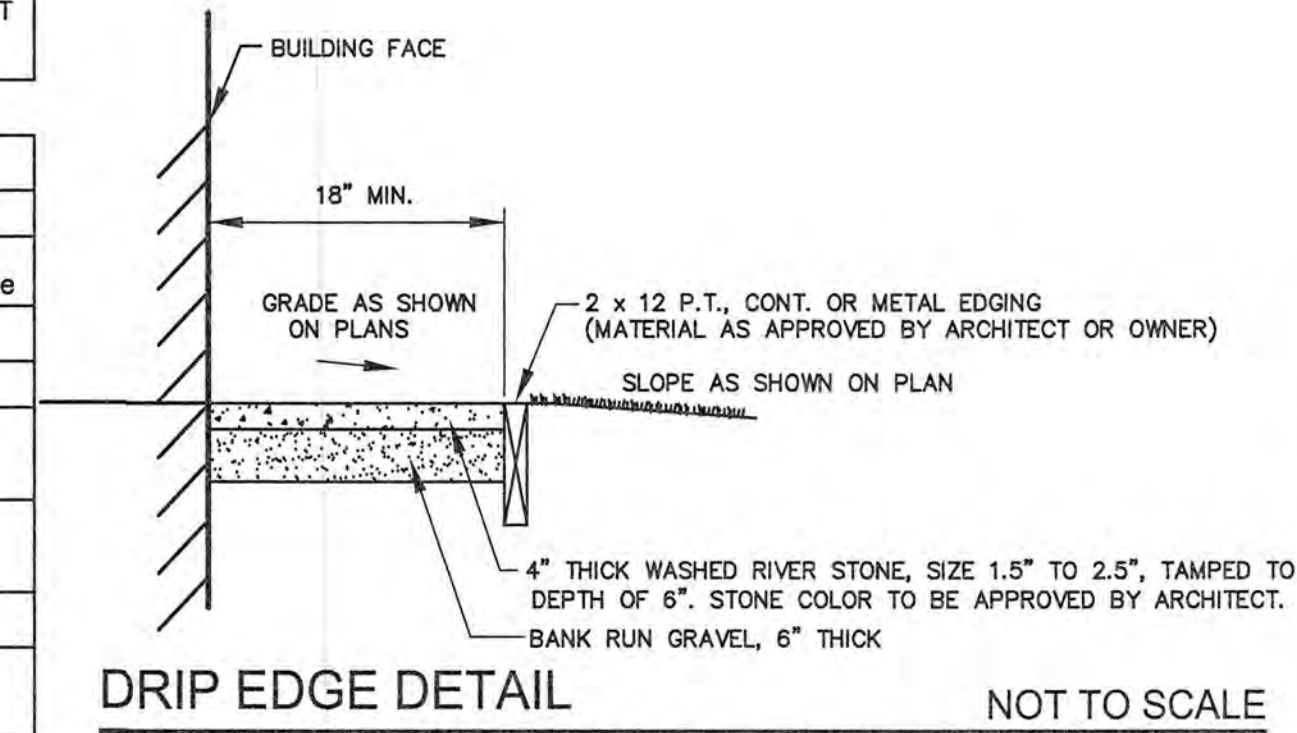 T
BUILDING FACE
18" MIN.
e
GRADE AS SHOWN
ON PLANS
2 x 12 P.T., CONT. OR METAL EDGING
(MATERIAL AS APPROVED BY ARCHITECT OR OWNER)
SLOPE AS SHOWN ON PLAN
4" THICK WASHED RIVER STONE, SIZE 1.5" TO 2.5", TAMPED TO
DEPTH OF 6". STONE COLOR TO BE APPROVED BY ARCHITECT.
BANK RUN GRAVEL, 6" THICK
DRIP EDGE DETAIL
NOT TO SCALE